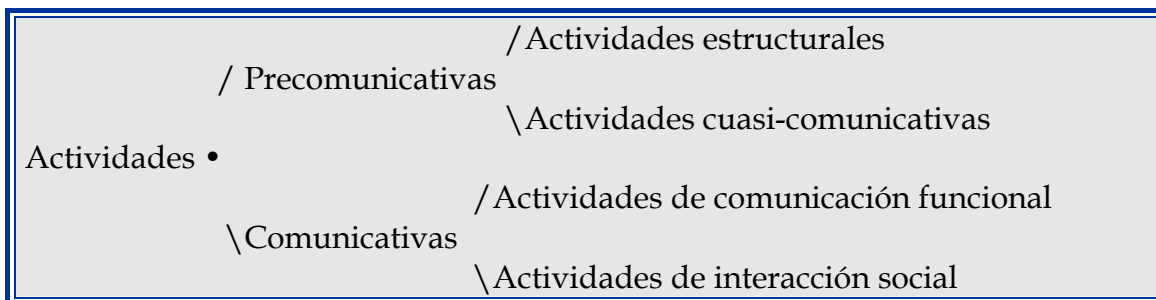 /Actividades estructurales
/ Precomunicativas
\Actividades cuasi-comunicativas
Actividades •
/Actividades de comunicación funcional
\Comunicativas
\Actividades de interacción social